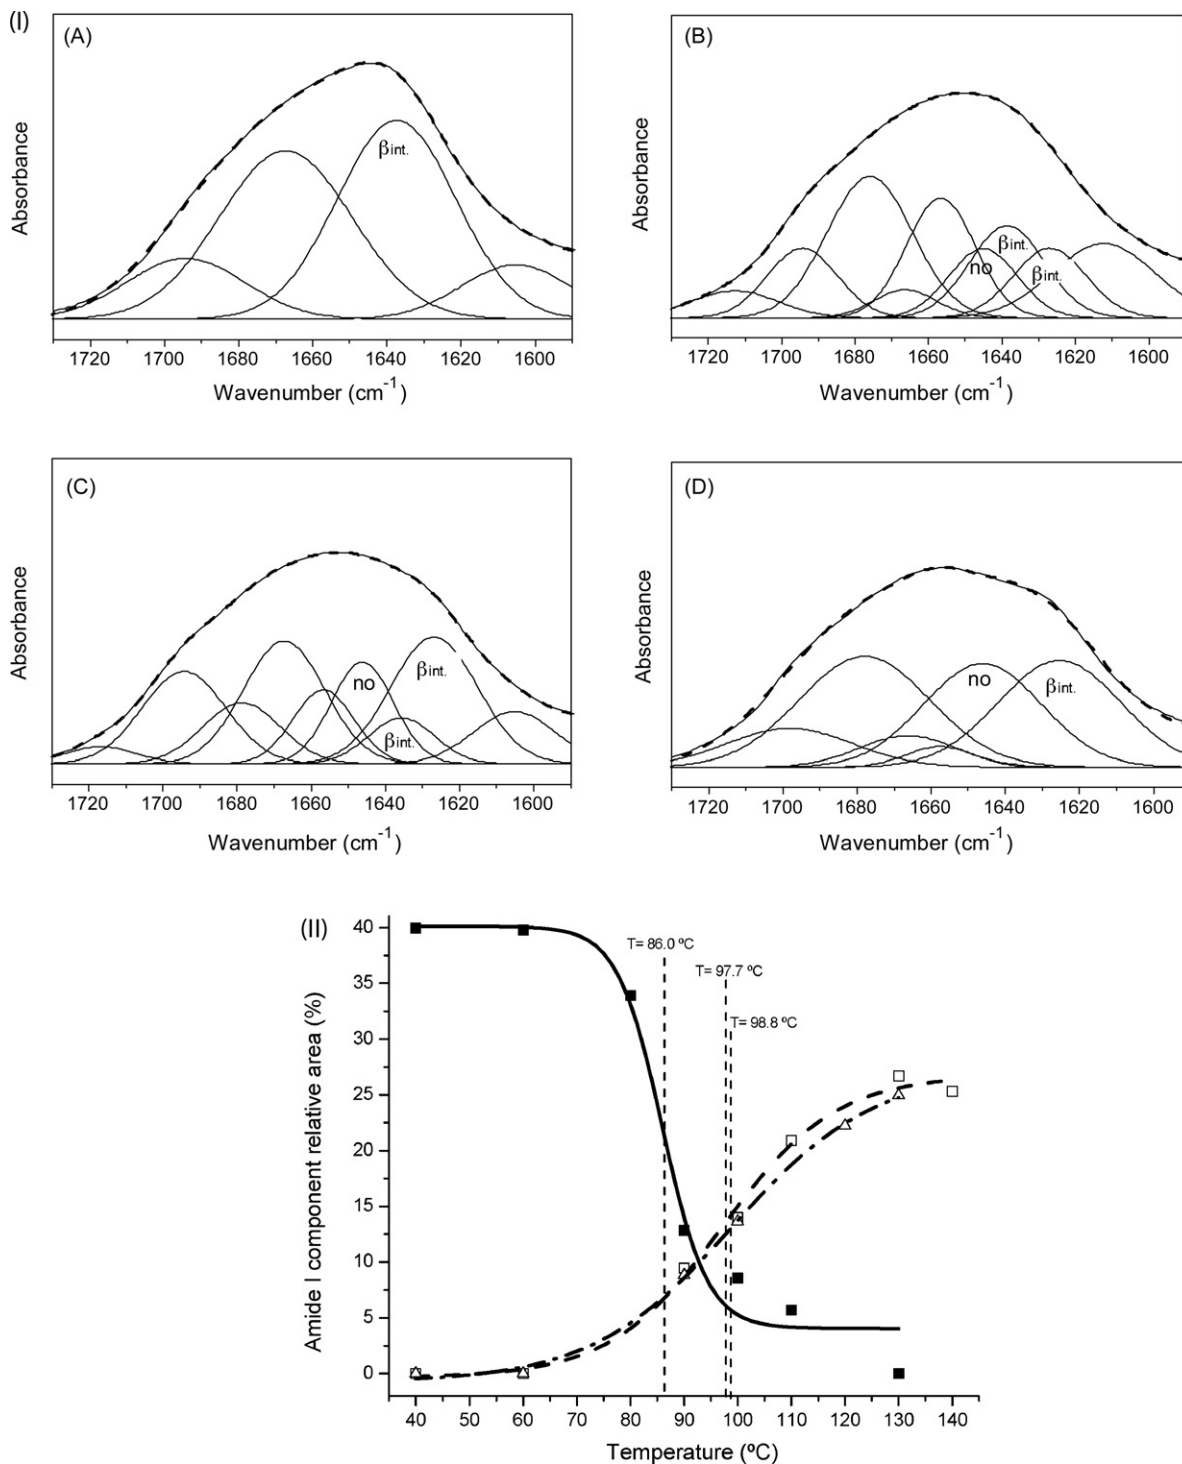 (I)
(A)
βint.
Absorbance
1720 1700 1680 1660 1640 1620 1600
Wavenumber (cm⁻¹)
(B)
βint.
no
βint.
Absorbance
1720 1700 1680 1660 1640 1620 1600
Wavenumber (cm⁻¹)
(C)
no
βint.
βint.
Absorbance
1720 1700 1680 1660 1640 1620 1600
Wavenumber (cm⁻¹)
(D)
no
βint.
Absorbance
1720 1700 1680 1660 1640 1620 1600
Wavenumber (cm⁻¹)
(II)
T= 86.0 ºC
T= 97.7 ºC
T= 98.8 ºC
Amide I component relative area (%)
40
35
30
25
20
15
10
5
0
40 50 60 70 80 90 100 110 120 130 140
Temperature (ºC)